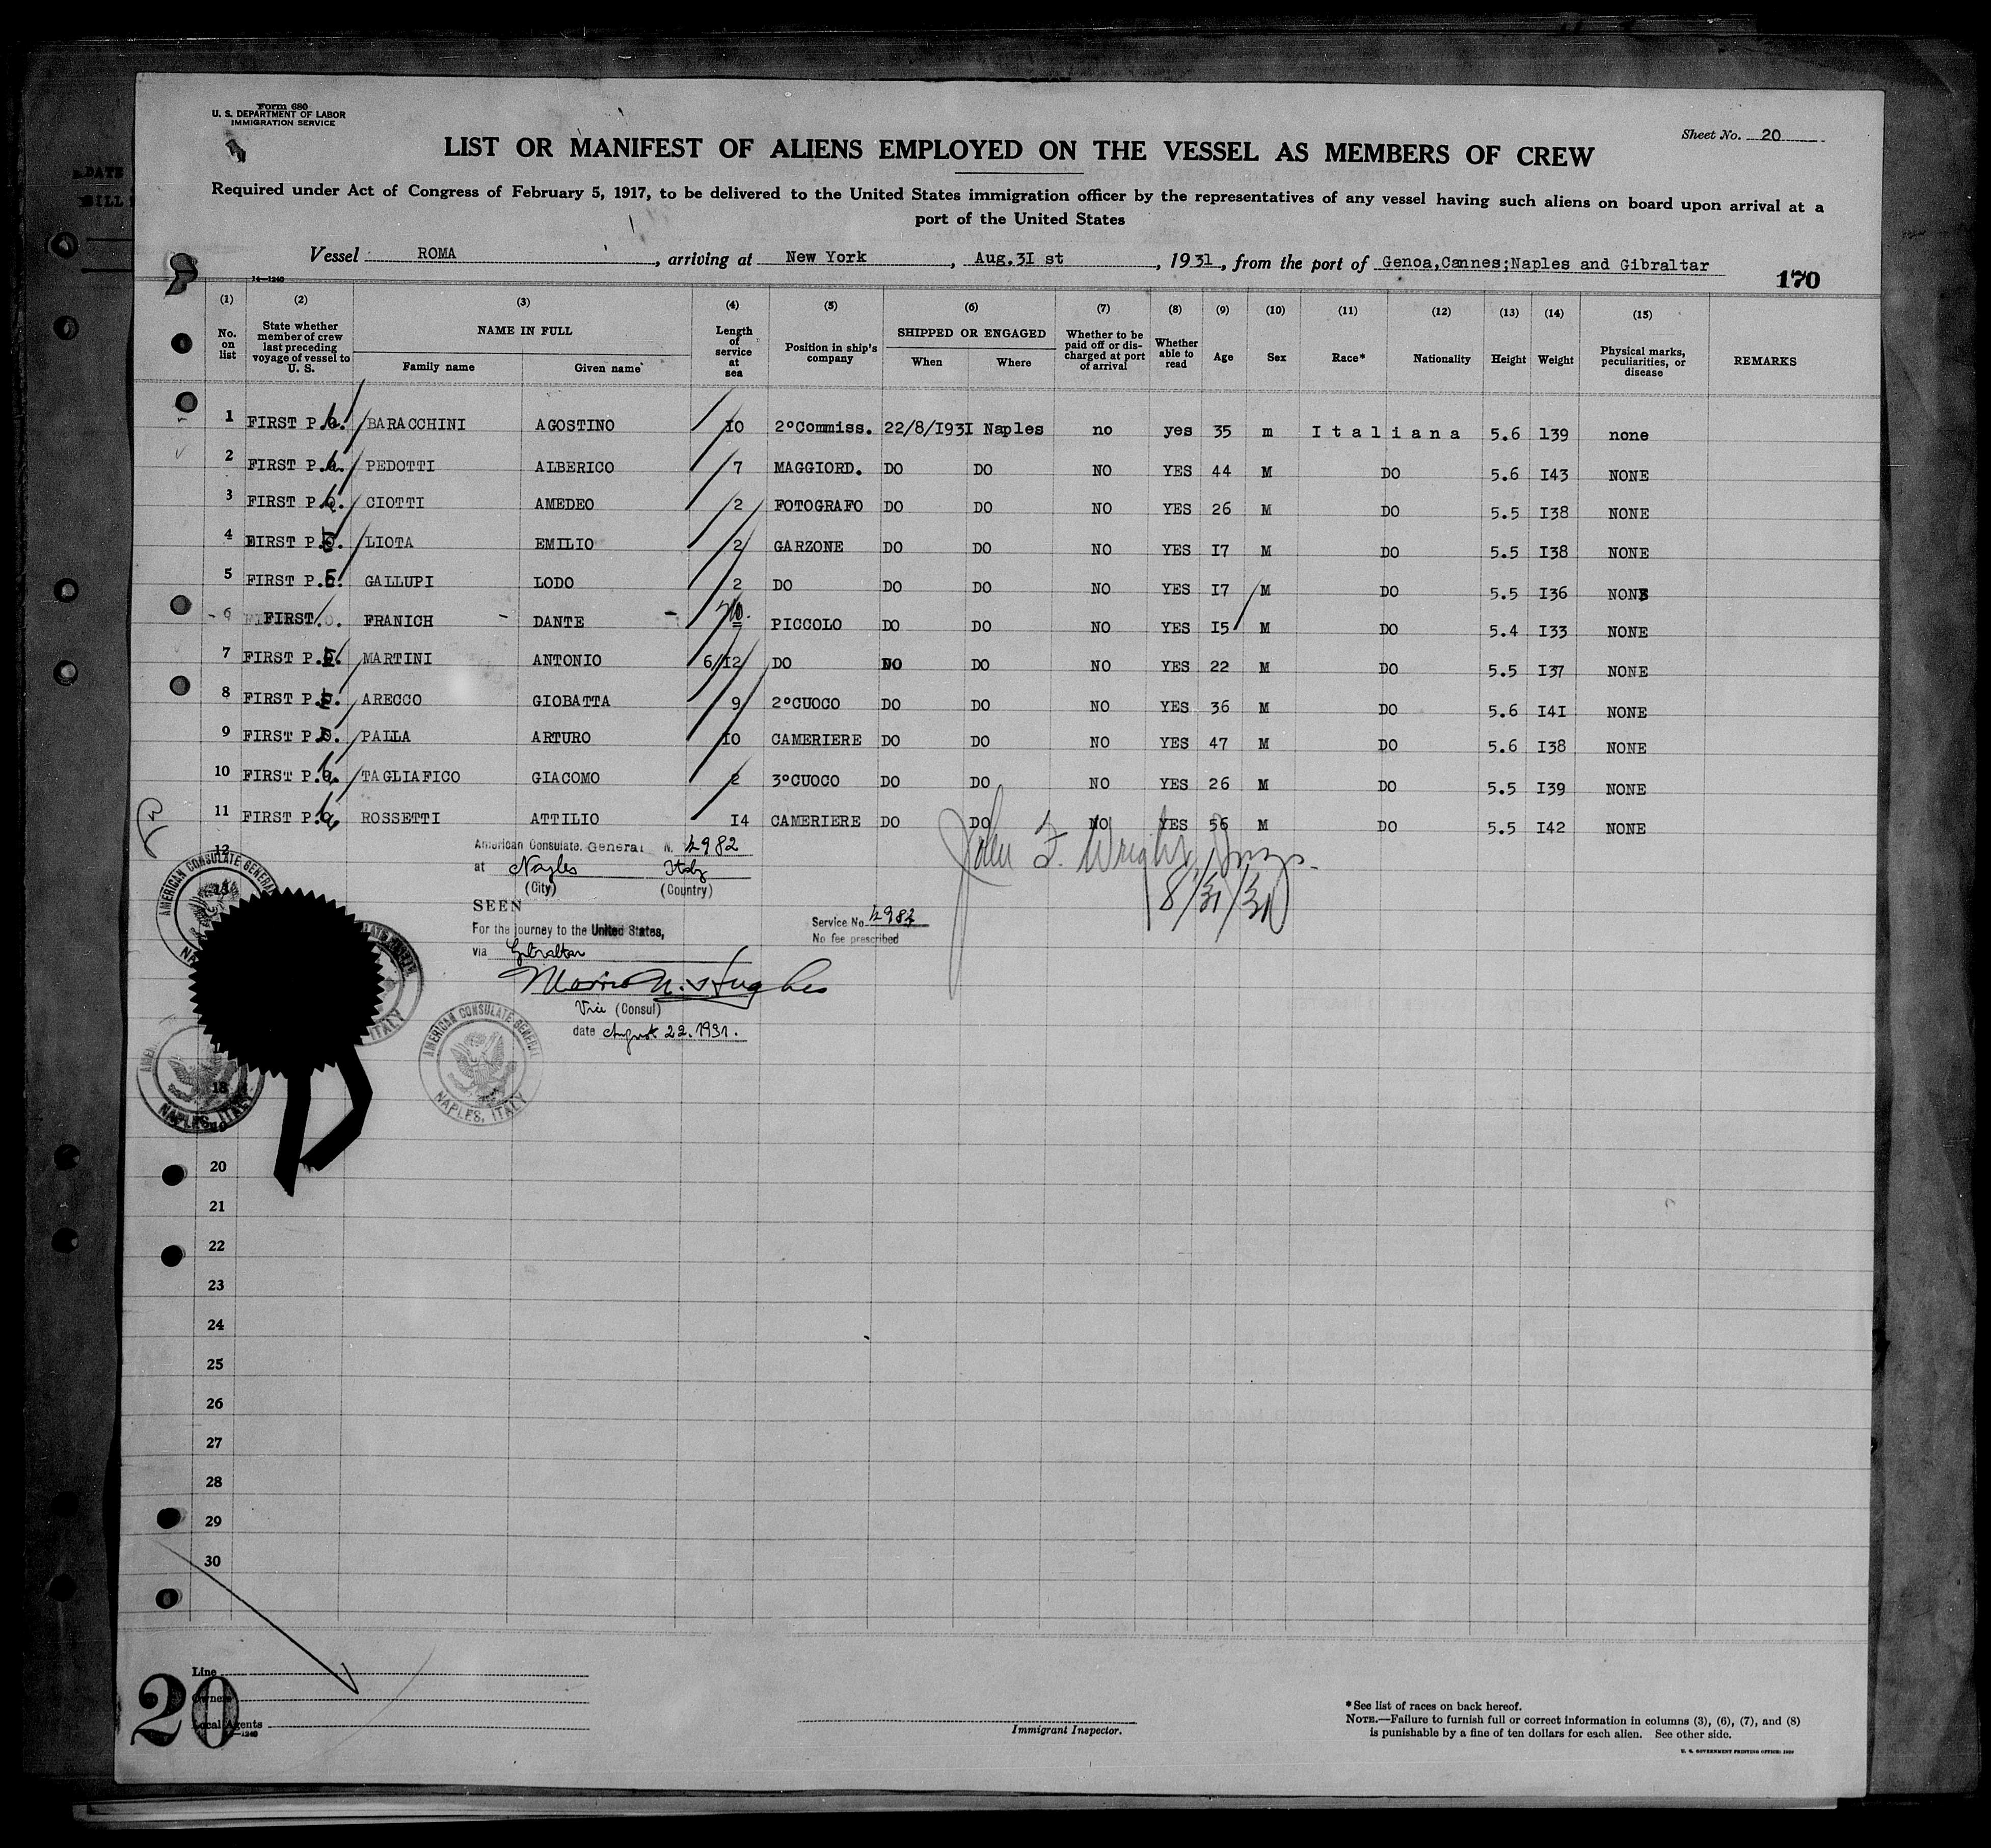 Form 680
U. S. DEPARTMENT OF LABOR
IMMIGRATION SERVICE
Sheet No. 20
LIST OR MANIFEST OF ALIENS EMPLOYED ON THE VESSEL AS MEMBERS OF CREW
Required under Act of Congress of February 5, 1917, to be delivered to the United States immigration officer by the representatives of any vessel having such aliens on board upon arrival at a
port of the United States
Vessel ROMA, arriving at New York, Aug.3I st, 1931, from the port of Genoa,Cannes;Naples and Gibraltar
170
14-1240
(1) (2) (3) (4) (5) (6) (7) (8) (9) (10) (11) (12) (13) (14) (15)
No. on list State whether member of crew last preceding voyage of vessel to U. S. NAME IN FULL Family name Given name Length of service at sea Position in ship's company SHIPPED OR ENGAGED When Where Whether to be paid off or discharged at port of arrival Whether able to read Age Sex Race* Nationality Height Weight Physical marks, peculiarities, or disease REMARKS
1 FIRST P. BARACCHINI AGOSTINO I0 2°Commiss. 22/8/I93I Naples no yes 35 m Italiana 5.6 139 none
2 FIRST P. PEDOTTI ALBERICO 7 MAGGIORD. DO DO NO YES 44 M DO 5.6 I43 NONE
3 FIRST P. CIOTTI AMEDEO 2 FOTOGRAFO DO DO NO YES 26 M DO 5.5 I38 NONE
4 FIRST P. LIOTA EMILIO 2 GARZONE DO DO NO YES I7 M DO 5.5 I38 NONE
5 FIRST P. GALLUPI LODO 2 DO DO DO NO YES I7 M DO 5.5 I36 NONE
6 FIRST FRANICH - DANTE - PICCOLO DO DO NO YES I5 M DO 5.4 I33 NONE
7 FIRST P. MARTINI ANTONIO 6/I2 DO DO DO NO YES 22 M DO 5.5 I37 NONE
8 FIRST P. ARECCO GIOBATTA 9 2°CUOCO DO DO NO YES 36 M DO 5.6 I4I NONE
9 FIRST P. PALLA ARTURO I0 CAMERIERE DO DO NO YES 47 M DO 5.6 I38 NONE
10 FIRST P. TAGLIAFICO GIACOMO 2 3°CUOCO DO DO NO YES 26 M DO 5.5 I39 NONE
11 FIRST P. ROSSETTI ATTILIO I4 CAMERIERE DO DO NO YES 56 M DO 5.5 I42 NONE
12
American Consulate General N. 4982
at Naples Italy
(City) (Country)
SEEN
For the journey to the United States,
via Gibraltar
Vice (Consul)
date August 22. 1931.
Service No. 4982
No fee prescribed
John F. Wright, Insp.
8/31/31
AMERICAN CONSULATE GENERAL
NAPLES, ITALY
AMERICAN CONSULATE GENERAL
NAPLES, ITALY
18
20
21
22
23
24
25
26
27
28
29
30
20
Line
Owners
Local Agents
Immigrant Inspector.
*See list of races on back hereof.
NOTE.—Failure to furnish full or correct information in columns (3), (6), (7), and (8)
is punishable by a fine of ten dollars for each alien. See other side.